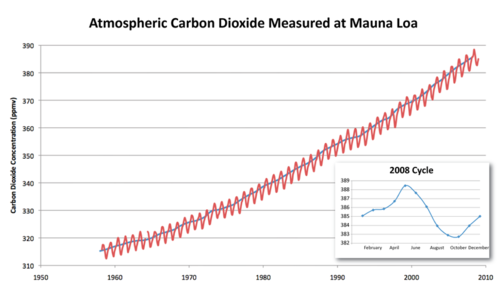 Atmospheric Carbon Dioxide Measured at Mauna Loa
Carbon Dioxide Concentration (ppmv)
390
380
370
360
350
340
330
320
310
1950
1960
1970
1980
1990
2000
2010
2008 Cycle
389
388
387
386
385
384
383
382
February
April
June
August
October
December